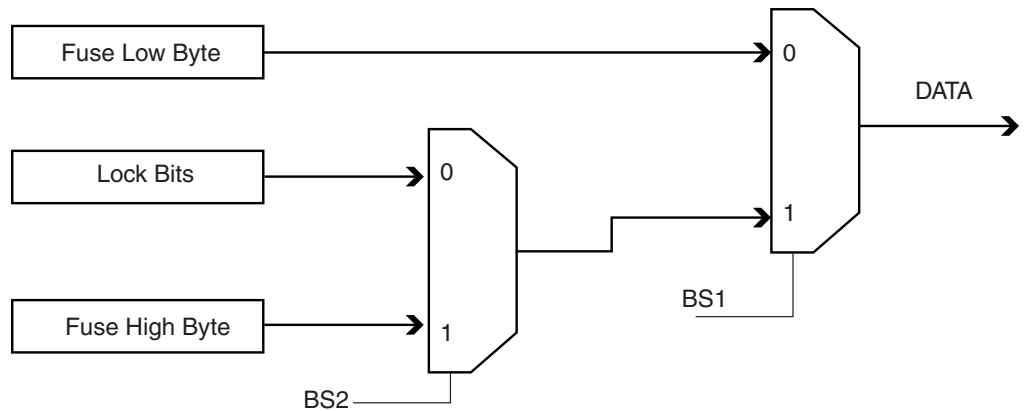 Fuse Low Byte
0
DATA
Lock Bits
0
1
BS1
Fuse High Byte
1
BS2